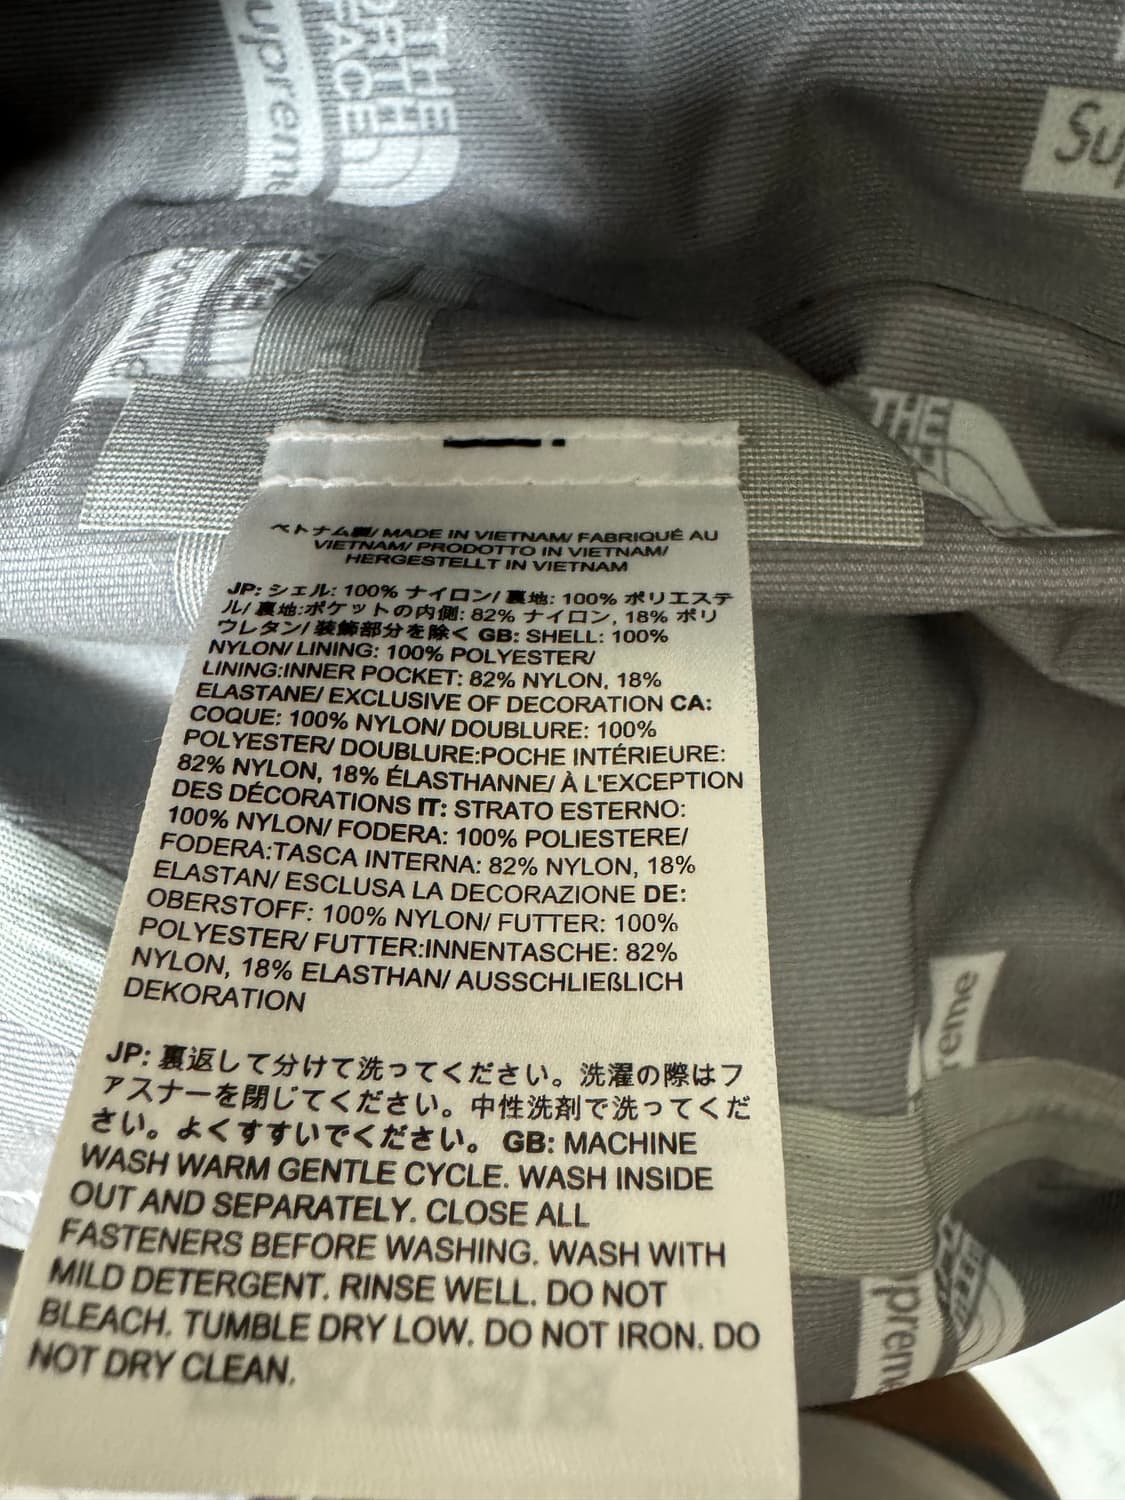 upreme
THE
NORTH
FACE
Su
THE
ベトナム製/ MADE IN VIETNAM/ FABRIQUÉ AU
VIETNAM/ PRODOTTO IN VIETNAM/
HERGESTELLT IN VIETNAM
JP: シェル: 100% ナイロン/ 裏地: 100% ポリエステ
ル/ 裏地:ポケットの内側: 82% ナイロン, 18% ポリ
ウレタン/ 装飾部分を除く GB: SHELL: 100%
NYLON/ LINING: 100% POLYESTER/
LINING:INNER POCKET: 82% NYLON, 18%
ELASTANE/ EXCLUSIVE OF DECORATION CA:
COQUE: 100% NYLON/ DOUBLURE: 100%
POLYESTER/ DOUBLURE:POCHE INTÉRIEURE:
82% NYLON, 18% ÉLASTHANNE/ À L'EXCEPTION
DES DÉCORATIONS IT: STRATO ESTERNO:
100% NYLON/ FODERA: 100% POLIESTERE/
FODERA:TASCA INTERNA: 82% NYLON, 18%
ELASTAN/ ESCLUSA LA DECORAZIONE DE:
OBERSTOFF: 100% NYLON/ FUTTER: 100%
POLYESTER/ FUTTER:INNENTASCHE: 82%
NYLON, 18% ELASTHAN/ AUSSCHLIEßLICH
DEKORATION
JP: 裏返して分けて洗ってください。洗濯の際はフ
ァスナーを閉じてください。中性洗剤で洗ってくだ
さい。よくすすいでください。 GB: MACHINE
WASH WARM GENTLE CYCLE. WASH INSIDE
OUT AND SEPARATELY. CLOSE ALL
FASTENERS BEFORE WASHING. WASH WITH
MILD DETERGENT. RINSE WELL. DO NOT
BLEACH. TUMBLE DRY LOW. DO NOT IRON. DO
NOT DRY CLEAN.
reme
preme